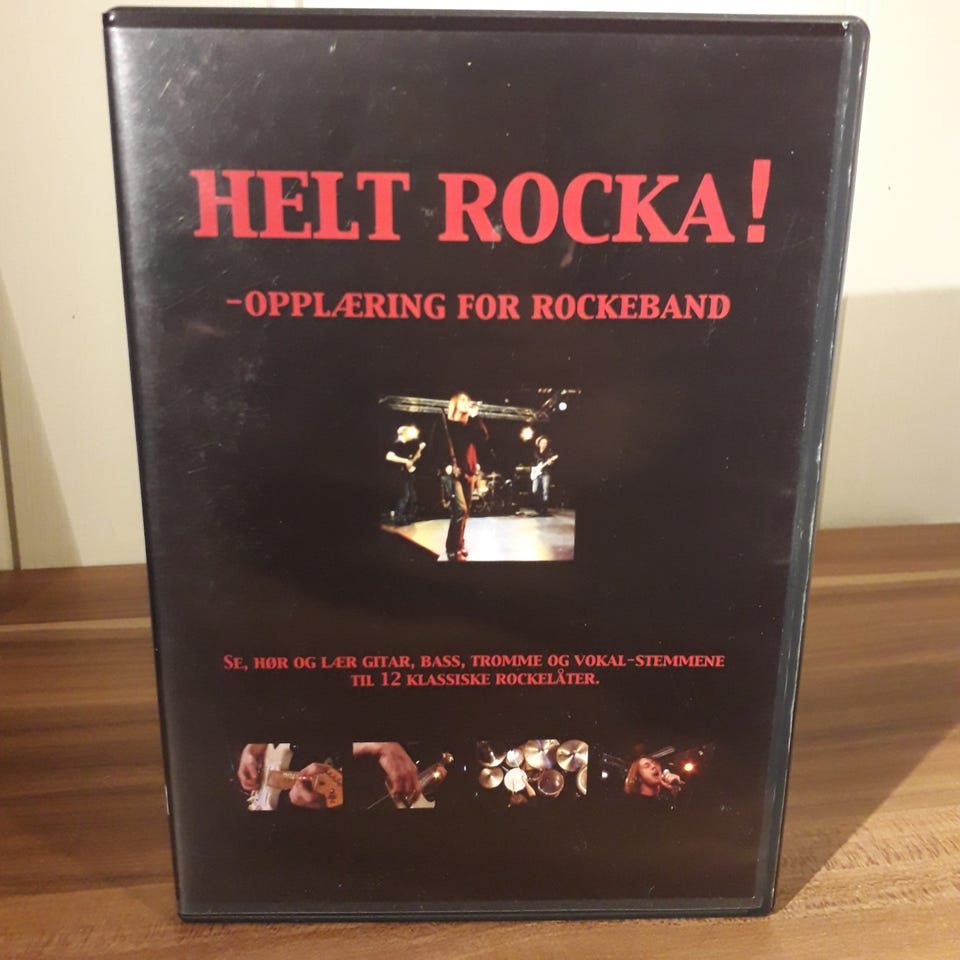 HELT ROCKA!
-OPPLÆRING FOR ROCKEBAND
SE, HØR OG LÆR GITAR, BASS, TROMME OG VOKAL-STEMMENE
TIL 12 KLASSISKE ROCKELÅTER.